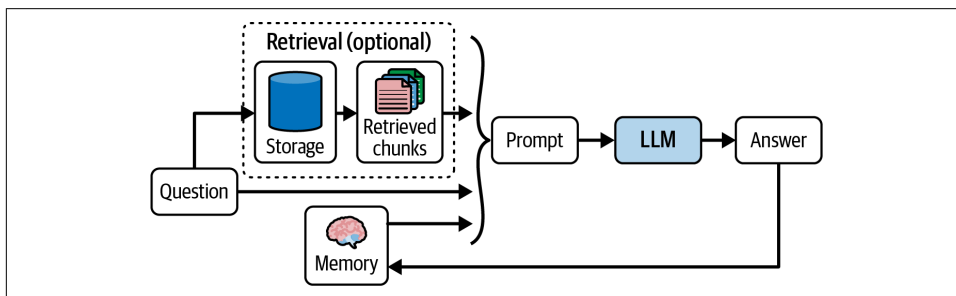 Retrieval (optional)
Storage
Retrieved
chunks
Prompt
LLM
Answer
Question
Memory